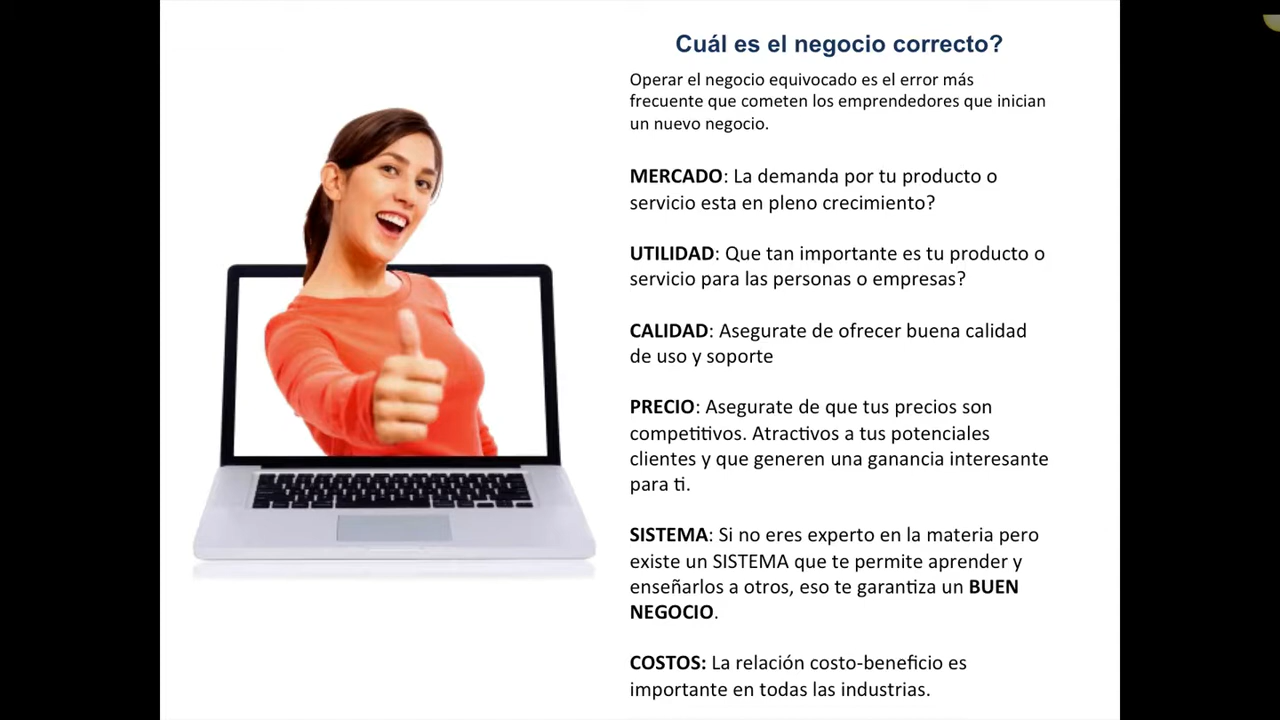 Cuál es el negocio correcto?
Operar el negocio equivocado es el error más
frecuente que cometen los emprendedores que inician
un nuevo negocio.
MERCADO: La demanda por tu producto o
servicio esta en pleno crecimiento?
UTILIDAD: Que tan importante es tu producto o
servicio para las personas o empresas?
CALIDAD: Asegurate de ofrecer buena calidad
de uso y soporte
PRECIO: Asegurate de que tus precios son
competitivos. Atractivos a tus potenciales
clientes y que generen una ganancia interesante
para ti.
SISTEMA: Si no eres experto en la materia pero
existe un SISTEMA que te permite aprender y
enseñarlos a otros, eso te garantiza un BUEN
NEGOCIO.
COSTOS: La relación costo-beneficio es
importante en todas las industrias.